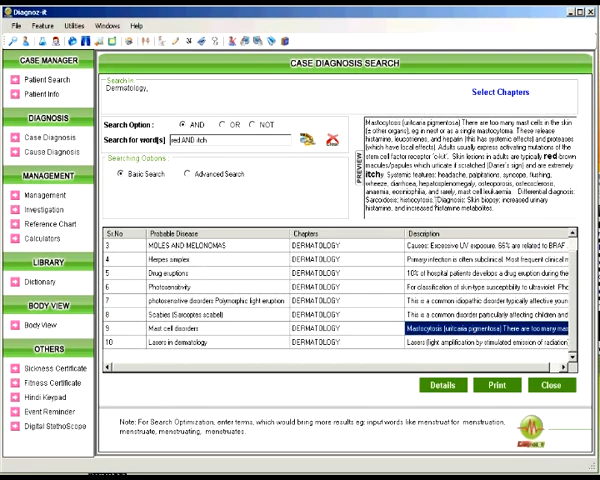 Diagnoz-it
File Feature Utilities Windows Help
CASE MANAGER
Patient Search
Patient Info
DIAGNOSIS
Case Diagnosis
Cause Diagnosis
MANAGEMENT
Management
Investigation
Reference Chart
Calculators
LIBRARY
Dictionary
BODY VIEW
Body View
OTHERS
Sickness Certificate
Fitness Certificate
Hindi Keypad
Event Reminder
Digital StethoScope
CASE DIAGNOSIS SEARCH
Search In
Dermatology,
Select Chapters
Search Option : AND OR NOT
Search for word(s) red AND itch
Searching Options :
Basic Search Advanced Search
PREVIEW
Mastocytosis (urticaria pigmentosa) There are too many mast cells in the skin
(± other organs), eg in nest or as a single mastocytoma. These release
histamine, leucotrienes, and heparin (this has systemic effects) and proteases
(which have local effects). Adults usually express activating mutations of the
stem cell factor receptor 'c-kit'. Skin lesions in adults are typically red-brown
macules/papules which urticate if scratched (Darier's sign) and are extremely
itchy. Systemic features: headache, palpitations, syncope, flushing,
wheeze, diarrhoea, hepatosplenomegaly, osteoporosis, osteosclerosis,
anaemia, eosinophilia, and rarely, mast cell leukaemia. Differential diagnosis:
Sarcoidosis; histiocytosis. Diagnosis: Skin biopsy; increased urinary
histamine, and increased histamine metabolites.
Sr.No Probable Disease Chapters Description
3 MOLES AND MELONOMAS DERMATOLOGY Causes: Excessive UV exposure. 66% are related to BRAF
4 Herpes simplex DERMATOLOGY Primary infection is often subclinical. Most frequent clinical m
5 Drug eruptions DERMATOLOGY 10% of hospital patients develop a drug eruption during the
6 Photosensitivity DERMATOLOGY For classification of skin-type susceptibility to ultraviolet Pho
7 photosensitive disorders Polymorphic light eruption DERMATOLOGY This is a common idiopathic disorder typically affective your
8 Scabies (Sarcoptes scabei) DERMATOLOGY This is a common disorder particularly affecting children and
9 Mast cell disorders DERMATOLOGY Mastocytosis (urticaria pigmentosa) There are too many mas
10 Lasers in dermatology DERMATOLOGY Lasers (light amplification by stimulated emission of radiation)
Details Print Close
Note: For Search Optimization, enter terms, which would bring more results eg: input words like menstruat for menstruation,
menstruate, menstruating, menstruates.